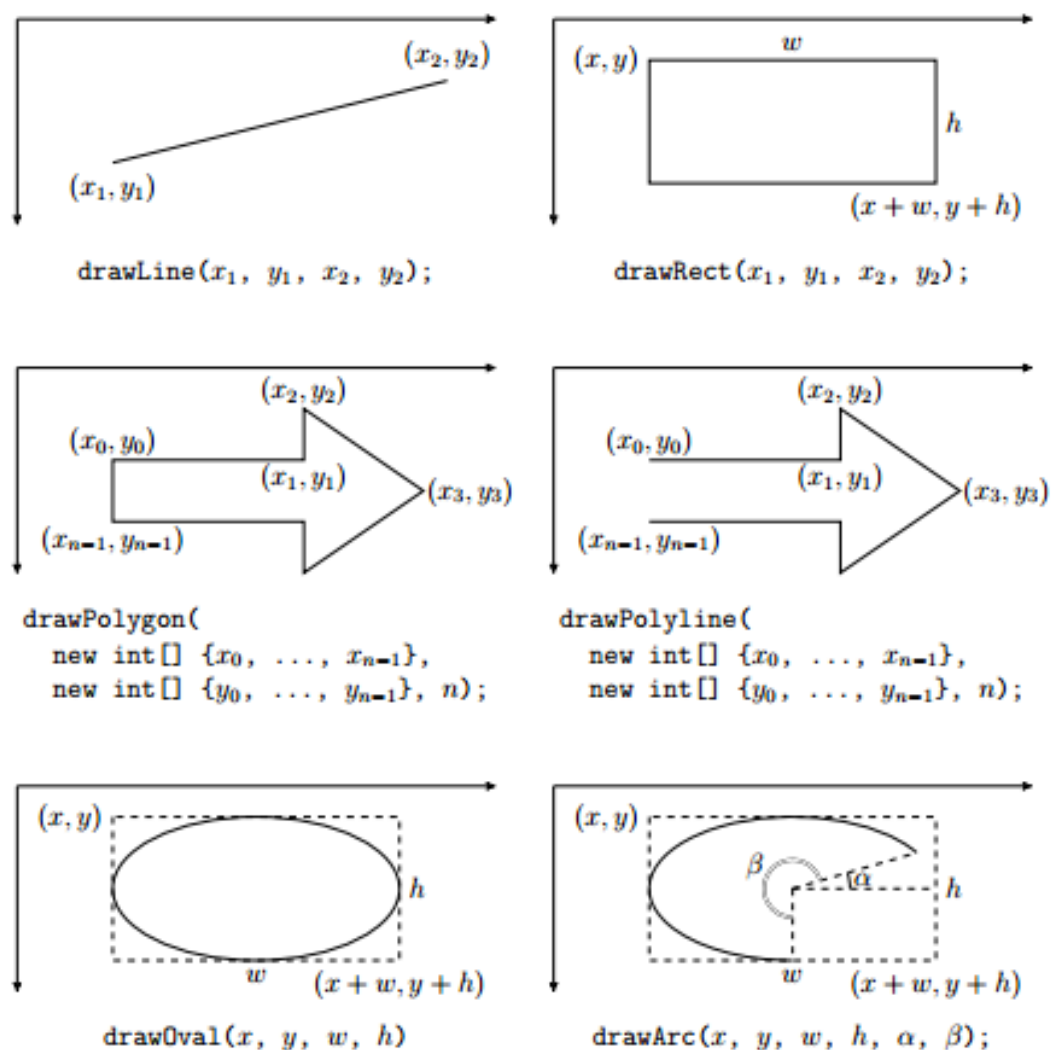 (x₂, y₂)
(x₁, y₁)
drawLine(x₁, y₁, x₂, y₂);
(x, y)
w
h
(x + w, y + h)
drawRect(x₁, y₁, x₂, y₂);
(x₂, y₂)
(x₀, y₀)
(x₁, y₁)
(x₃, y₃)
(xₙ₋₁, yₙ₋₁)
drawPolygon(
new int[] {x₀, ..., xₙ₋₁},
new int[] {y₀, ..., yₙ₋₁}, n);
(x₂, y₂)
(x₀, y₀)
(x₁, y₁)
(x₃, y₃)
(xₙ₋₁, yₙ₋₁)
drawPolyline(
new int[] {x₀, ..., xₙ₋₁},
new int[] {y₀, ..., yₙ₋₁}, n);
(x, y)
h
w
(x + w, y + h)
drawOval(x, y, w, h)
(x, y)
β
α
h
w
(x + w, y + h)
drawArc(x, y, w, h, α, β);